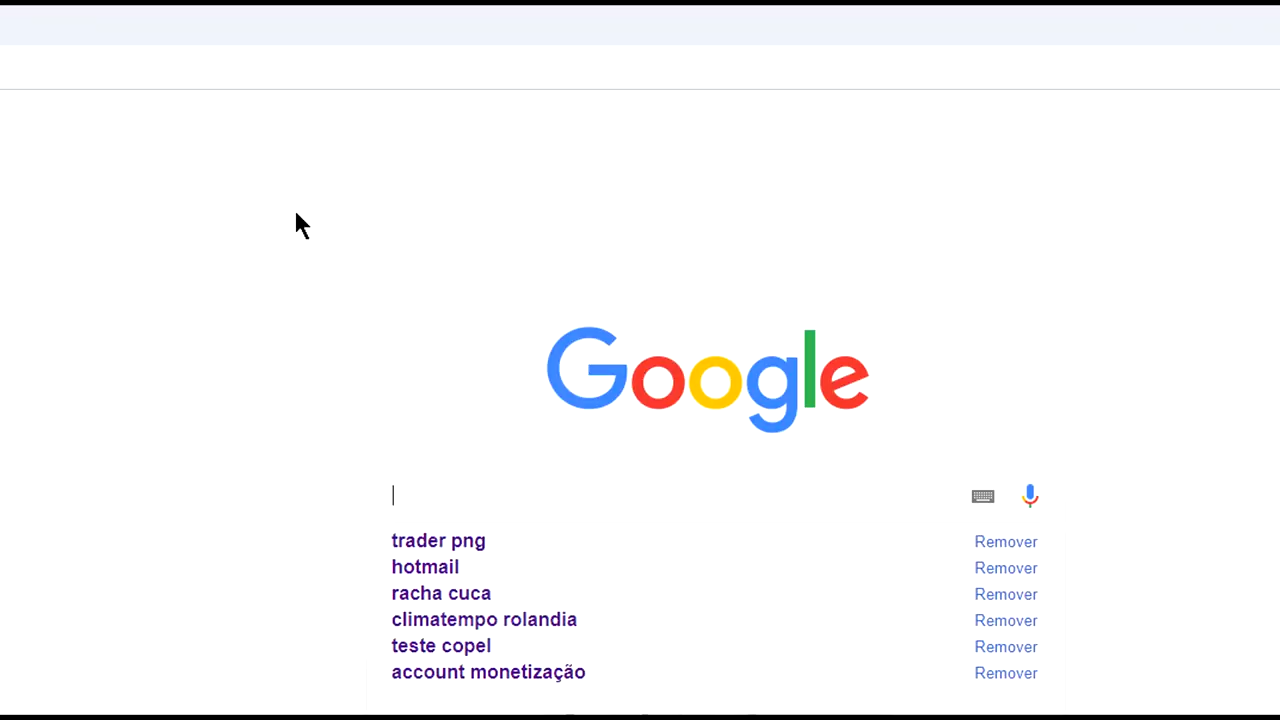 Google
trader png Remover
hotmail Remover
racha cuca Remover
climatempo rolandia Remover
teste copel Remover
account monetização Remover